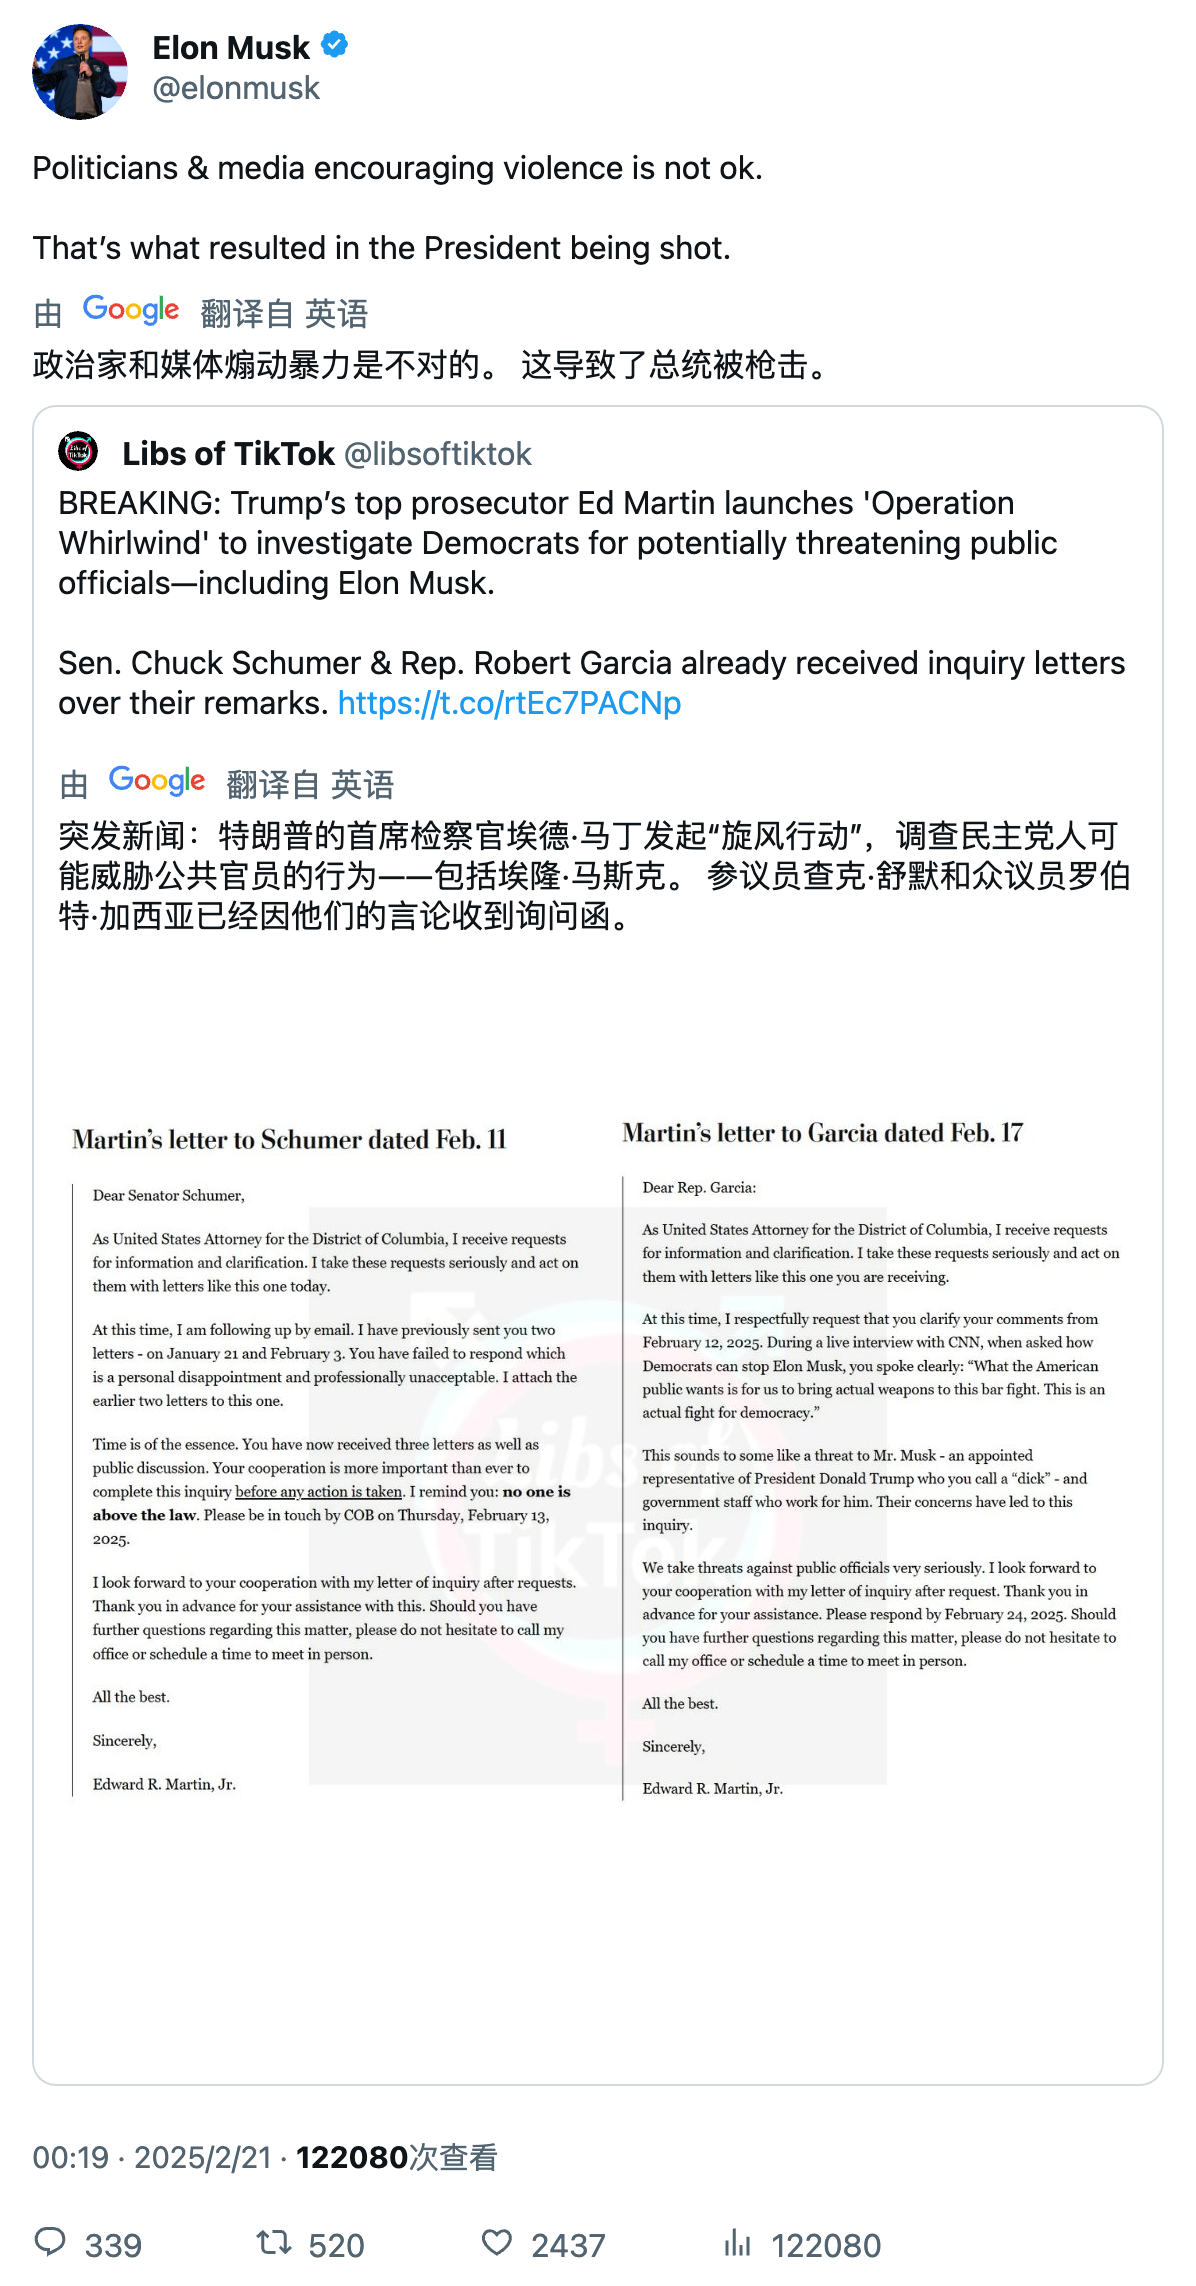 Elon Musk
@elonmusk
Politicians & media encouraging violence is not ok.
That’s what resulted in the President being shot.
由 Google 翻译自 英语
政治家和媒体煽动暴力是不对的。 这导致了总统被枪击。
Libs of TikTok @libsoftiktok
BREAKING: Trump’s top prosecutor Ed Martin launches 'Operation
Whirlwind' to investigate Democrats for potentially threatening public
officials—including Elon Musk.
Sen. Chuck Schumer & Rep. Robert Garcia already received inquiry letters
over their remarks. https://t.co/rtEc7PACNp
由 Google 翻译自 英语
突发新闻：特朗普的首席检察官埃德·马丁发起“旋风行动”，调查民主党人可
能威胁公共官员的行为——包括埃隆·马斯克。 参议员查克·舒默和众议员罗伯
特·加西亚已经因他们的言论收到询问函。
Martin’s letter to Schumer dated Feb. 11
Dear Senator Schumer,
As United States Attorney for the District of Columbia, I receive requests
for information and clarification. I take these requests seriously and act on
them with letters like this one today.
At this time, I am following up by email. I have previously sent you two
letters - on January 21 and February 3. You have failed to respond which
is a personal disappointment and professionally unacceptable. I attach the
earlier two letters to this one.
Time is of the essence. You have now received three letters as well as
public discussion. Your cooperation is more important than ever to
complete this inquiry before any action is taken. I remind you: no one is
above the law. Please be in touch by COB on Thursday, February 13,
2025.
I look forward to your cooperation with my letter of inquiry after requests.
Thank you in advance for your assistance with this. Should you have
further questions regarding this matter, please do not hesitate to call my
office or schedule a time to meet in person.
All the best.
Sincerely,
Edward R. Martin, Jr.
Martin’s letter to Garcia dated Feb. 17
Dear Rep. Garcia:
As United States Attorney for the District of Columbia, I receive requests
for information and clarification. I take these requests seriously and act on
them with letters like this one you are receiving.
At this time, I respectfully request that you clarify your comments from
February 12, 2025. During a live interview with CNN, when asked how
Democrats can stop Elon Musk, you spoke clearly: “What the American
public wants is for us to bring actual weapons to this bar fight. This is an
actual fight for democracy.”
This sounds to some like a threat to Mr. Musk - an appointed
representative of President Donald Trump who you call a “dick” - and
government staff who work for him. Their concerns have led to this
inquiry.
We take threats against public officials very seriously. I look forward to
your cooperation with my letter of inquiry after request. Thank you in
advance for your assistance. Please respond by February 24, 2025. Should
you have further questions regarding this matter, please do not hesitate to
call my office or schedule a time to meet in person.
All the best.
Sincerely,
Edward R. Martin, Jr.
Libs of
TikTok
00:19 · 2025/2/21 · 122080次查看
339 520 2437 122080